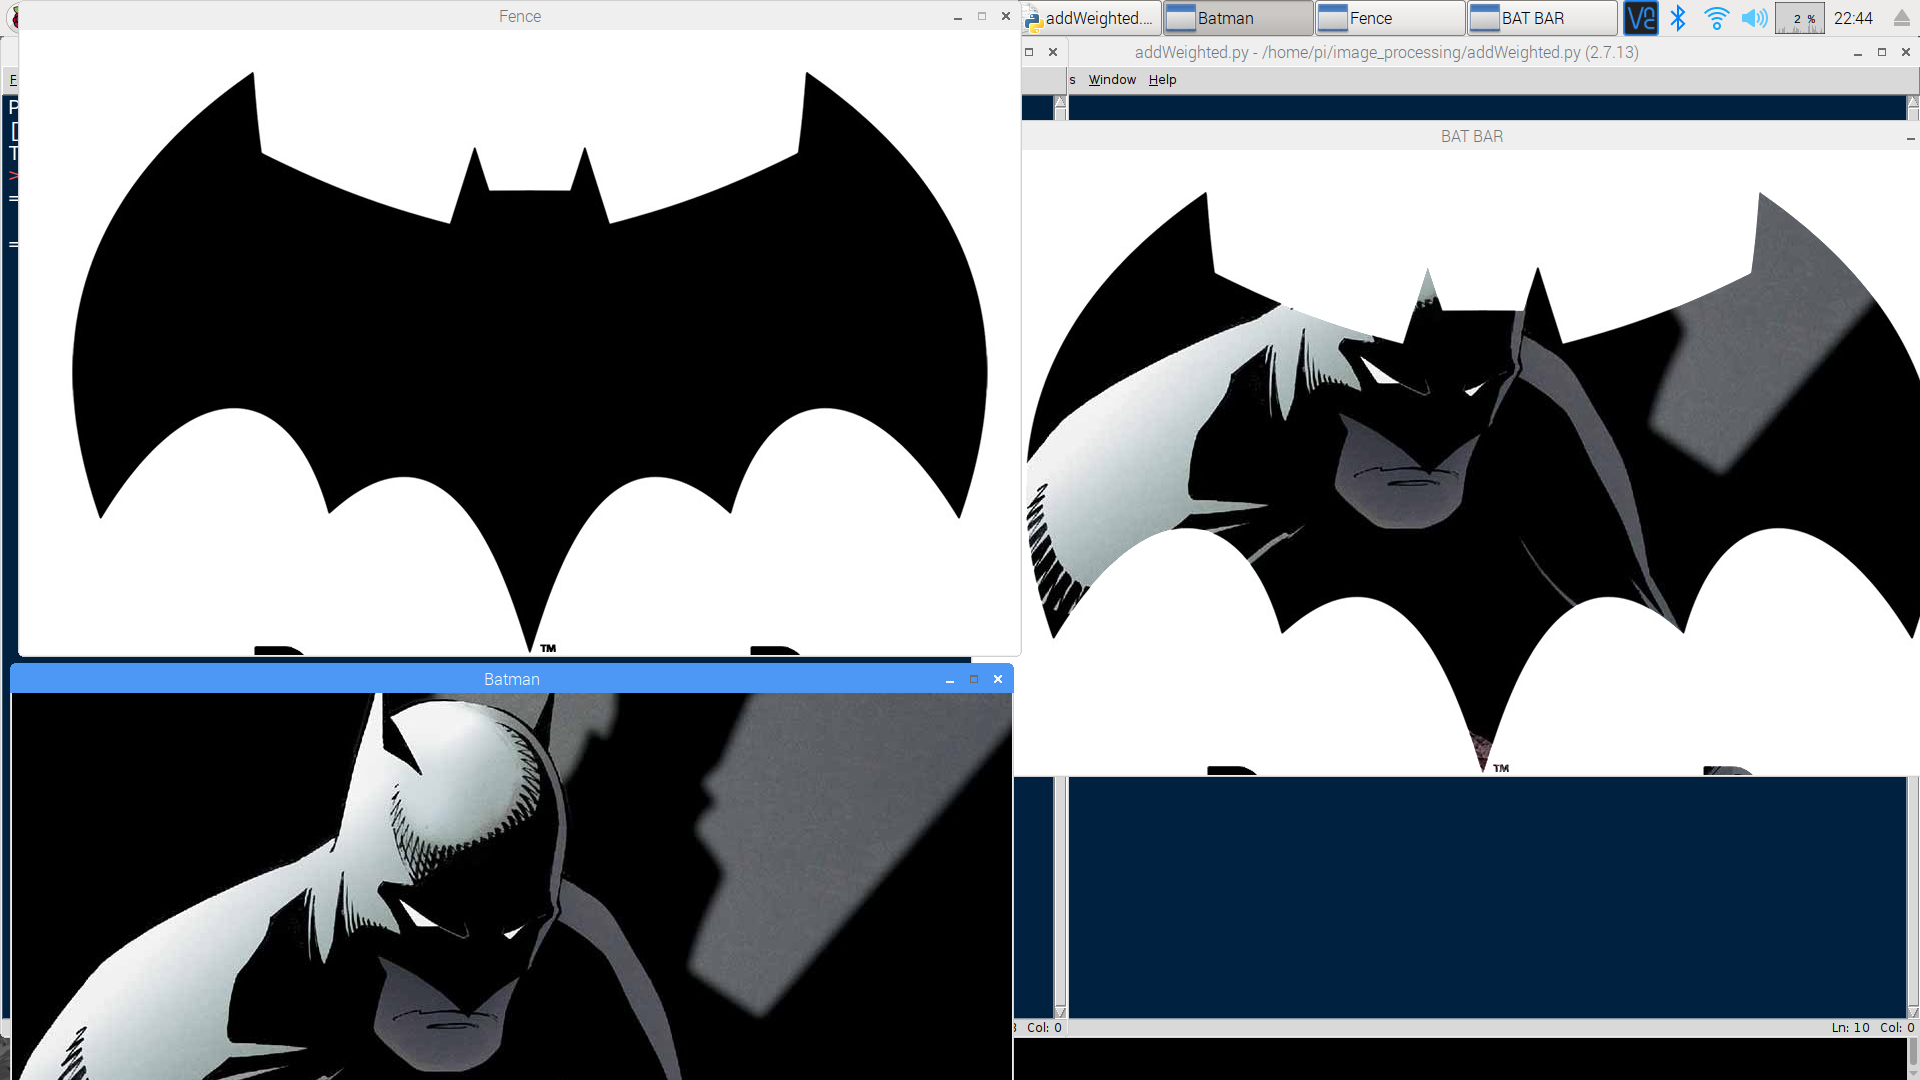 Fence
addWeighted....
Batman
Fence
BAT BAR
2 %
22:44
addWeighted.py - /home/pi/image_processing/addWeighted.py (2.7.13)
F
s Window Help
P
[
T
>
=
=
BAT BAR
TM
TM
Batman
Col: 0
Ln: 10 Col: 0